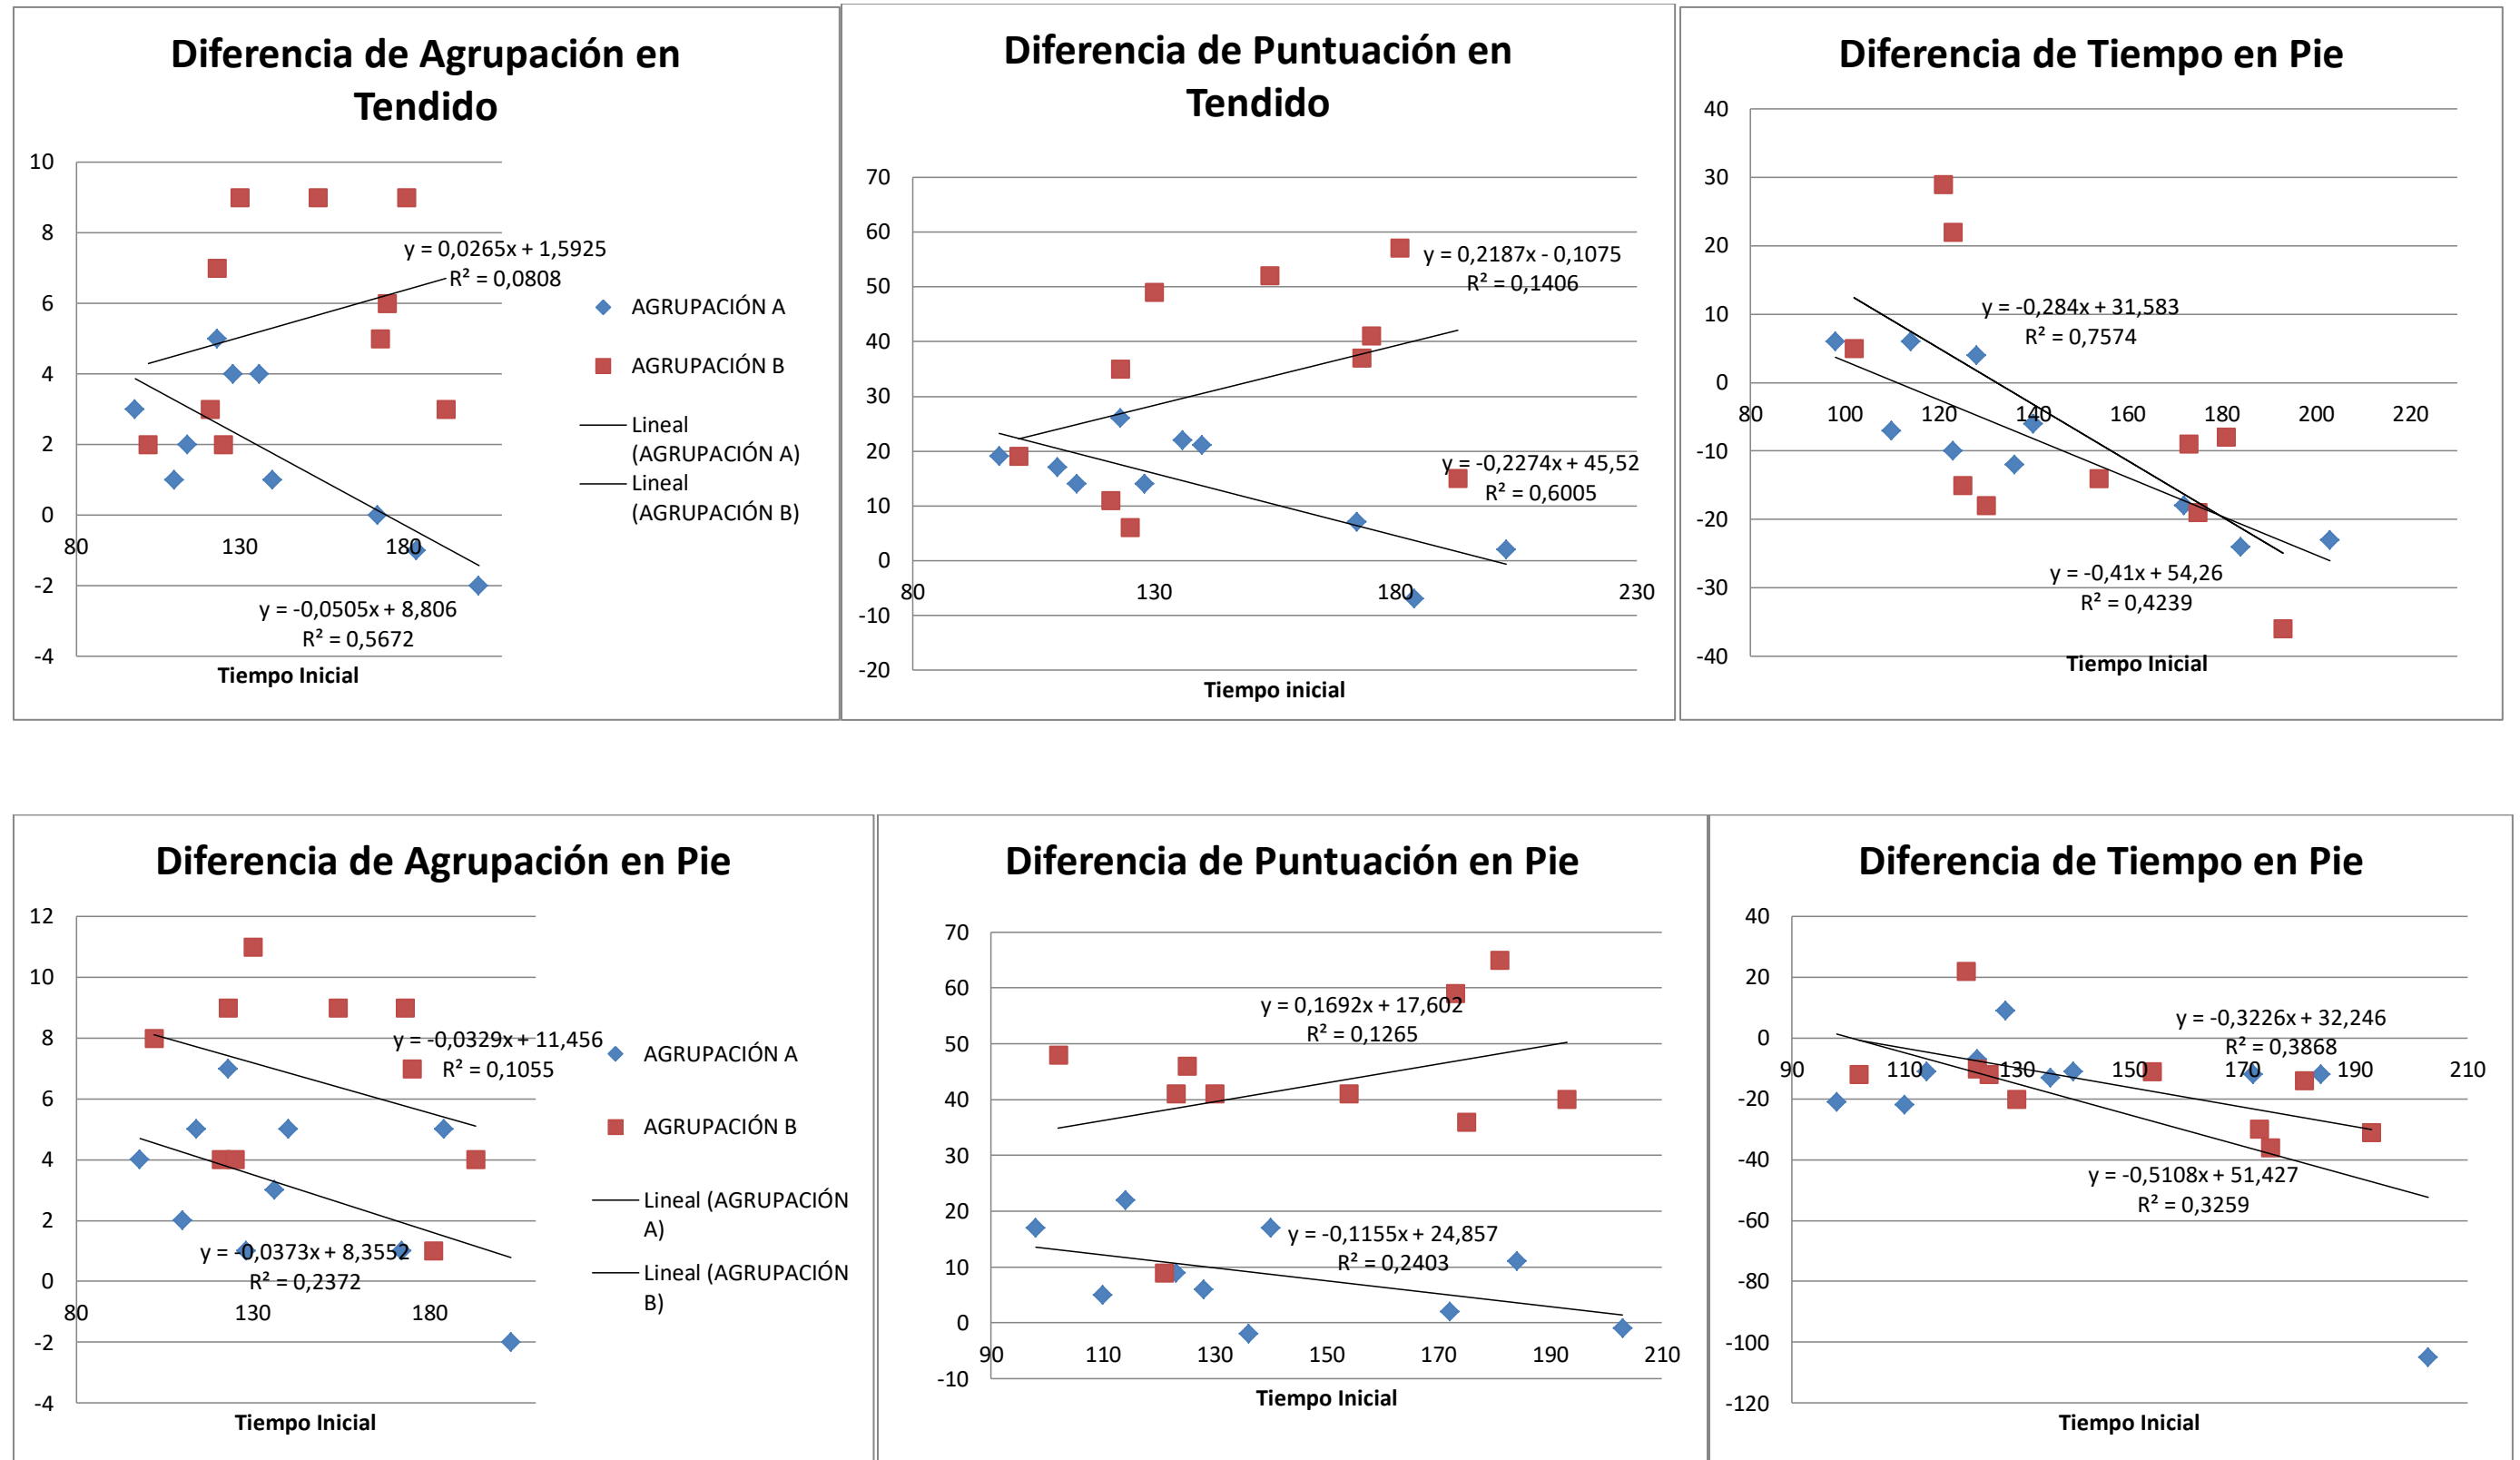 Diferencia de Agrupación en
Tendido
10
8
6
4
2
0
-2
-4
80
130
180
y = 0,0265x + 1,5925
R² = 0,0808
y = -0,0505x + 8,806
R² = 0,5672
Tiempo Inicial
AGRUPACIÓN A
AGRUPACIÓN B
Lineal
(AGRUPACIÓN A)
Lineal
(AGRUPACIÓN B)
Diferencia de Puntuación en
Tendido
70
60
50
40
30
20
10
0
-10
-20
80
130
180
230
y = 0,2187x - 0,1075
R² = 0,1406
y = -0,2274x + 45,52
R² = 0,6005
Tiempo inicial
Diferencia de Tiempo en Pie
40
30
20
10
0
-10
-20
-30
-40
80
100
120
140
160
180
200
220
y = -0,284x + 31,583
R² = 0,7574
y = -0,41x + 54,26
R² = 0,4239
Tiempo Inicial
Diferencia de Agrupación en Pie
12
10
8
6
4
2
0
-2
-4
80
130
180
y = -0,0329x + 11,456
R² = 0,1055
y = -0,0373x + 8,3552
R² = 0,2372
Tiempo Inicial
AGRUPACIÓN A
AGRUPACIÓN B
Lineal (AGRUPACIÓN
A)
Lineal (AGRUPACIÓN
B)
Diferencia de Puntuación en Pie
70
60
50
40
30
20
10
0
-10
90
110
130
150
170
190
210
y = 0,1692x + 17,602
R² = 0,1265
y = -0,1155x + 24,857
R² = 0,2403
Tiempo Inicial
Diferencia de Tiempo en Pie
40
20
0
-20
-40
-60
-80
-100
-120
90
110
130
150
170
190
210
y = -0,3226x + 32,246
R² = 0,3868
y = -0,5108x + 51,427
R² = 0,3259
Tiempo Inicial